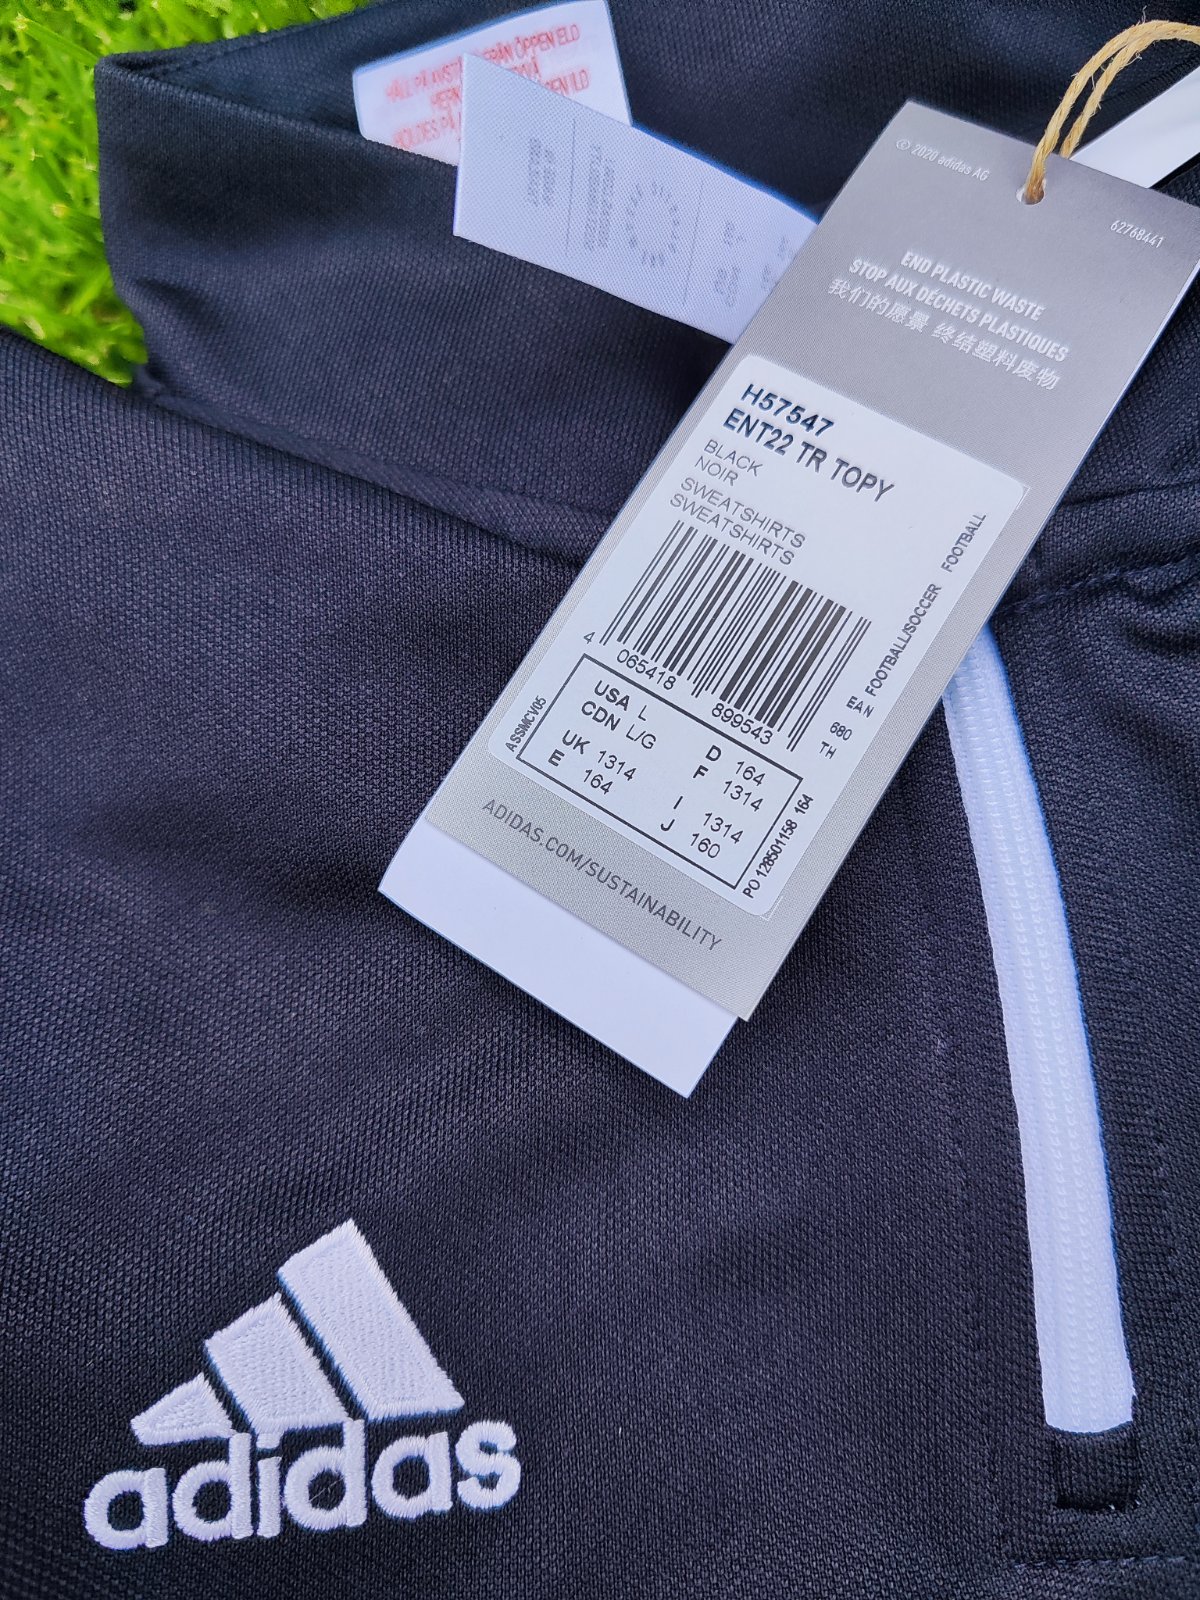 © 2020 adidas AG
62768441
END PLASTIC WASTE
STOP AUX DÉCHETS PLASTIQUES
我们的愿景 终结塑料废物
H57547
ENT22 TR TOPY
BLACK
NOIR
SWEATSHIRTS
SWEATSHIRTS
FOOTBALL/SOCCER FOOTBALL
4 065418 899543
EAN
680
TH
ASSMCV05
USA L
CDN L/G
UK 1314
E 164
D 164
F 1314
I 1314
J 160
PO 128501158 164
ADIDAS.COM/SUSTAINABILITY
adidas